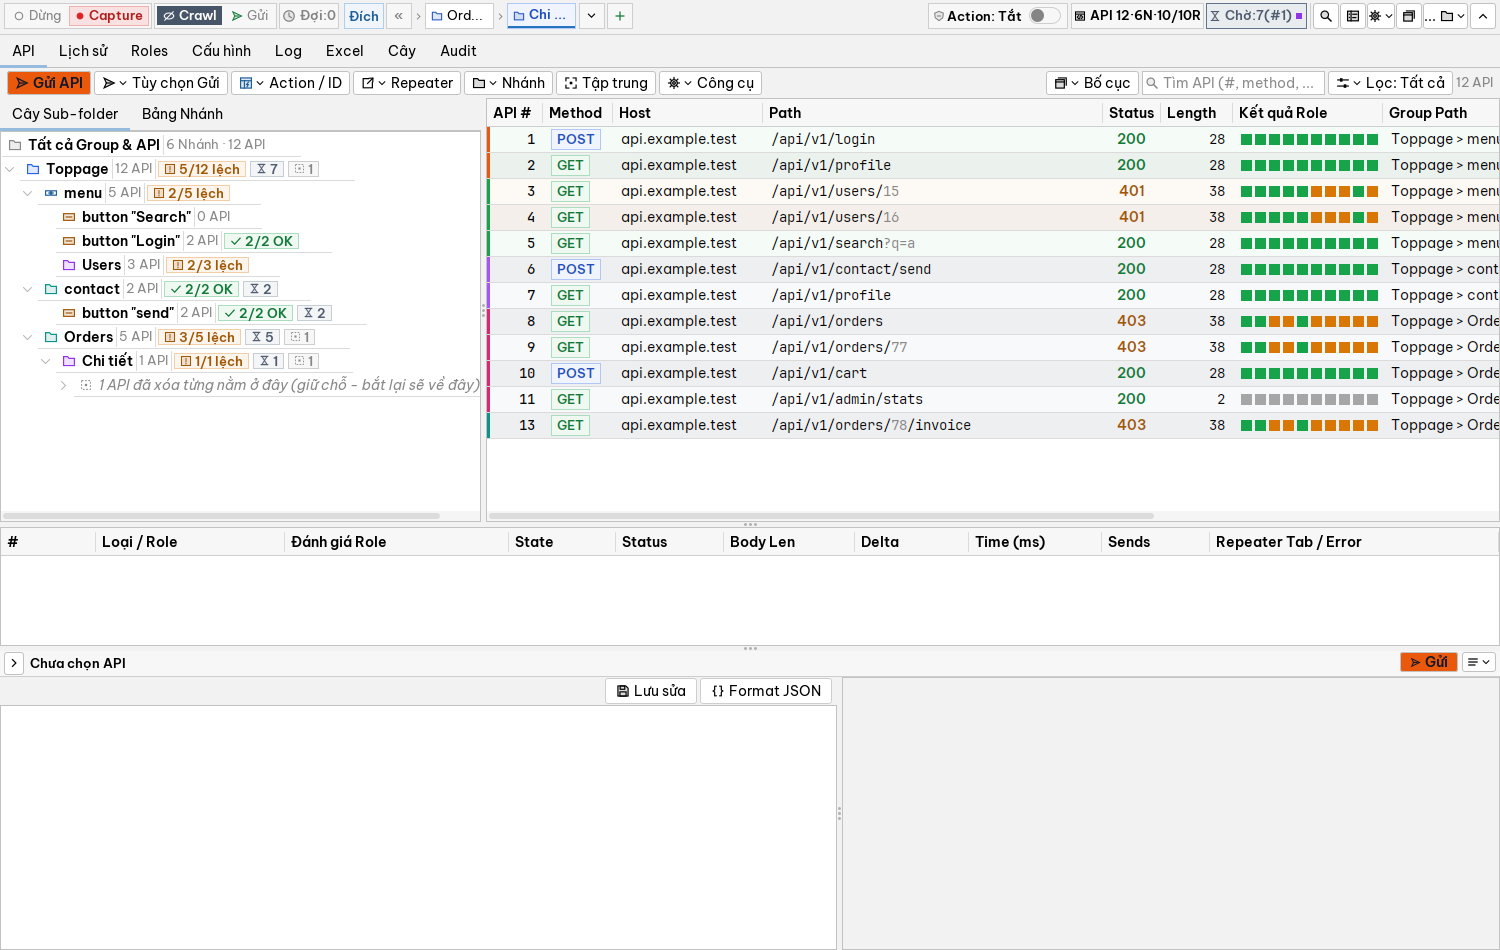 Dừng Capture Crawl Gửi Đợi:0 Đích « › Ord... › Chi ... + Action: Tắt API 12·6N·10/10R Chờ:7(#1) ...
API Lịch sử Roles Cấu hình Log Excel Cây Audit
Gửi API Tùy chọn Gửi Action / ID Repeater Nhánh Tập trung Công cụ Bố cục Tìm API (#, method, ... Lọc: Tất cả 12 API
Cây Sub-folder Bảng Nhánh
Tất cả Group & API 6 Nhánh · 12 API
Toppage 12 API 5/12 lệch 7 1
menu 5 API 2/5 lệch
button "Search" 0 API
button "Login" 2 API 2/2 OK
Users 3 API 2/3 lệch
contact 2 API 2/2 OK 2
button "send" 2 API 2/2 OK 2
Orders 5 API 3/5 lệch 5 1
Chi tiết 1 API 1/1 lệch 1 1
1 API đã xóa từng nằm ở đây (giữ chỗ - bắt lại sẽ về đây)
API # Method Host Path Status Length Kết quả Role Group Path
1 POST api.example.test /api/v1/login 200 28 Toppage > menu
2 GET api.example.test /api/v1/profile 200 28 Toppage > menu
3 GET api.example.test /api/v1/users/15 401 38 Toppage > menu
4 GET api.example.test /api/v1/users/16 401 38 Toppage > menu
5 GET api.example.test /api/v1/search?q=a 200 28 Toppage > menu
6 POST api.example.test /api/v1/contact/send 200 28 Toppage > cont
7 GET api.example.test /api/v1/profile 200 28 Toppage > cont
8 GET api.example.test /api/v1/orders 403 38 Toppage > Orde
9 GET api.example.test /api/v1/orders/77 403 38 Toppage > Orde
10 POST api.example.test /api/v1/cart 200 28 Toppage > Orde
11 GET api.example.test /api/v1/admin/stats 200 2 Toppage > Orde
13 GET api.example.test /api/v1/orders/78/invoice 403 38 Toppage > Orde
# Loại / Role Đánh giá Role State Status Body Len Delta Time (ms) Sends Repeater Tab / Error
Chưa chọn API Gửi
Lưu sửa {} Format JSON